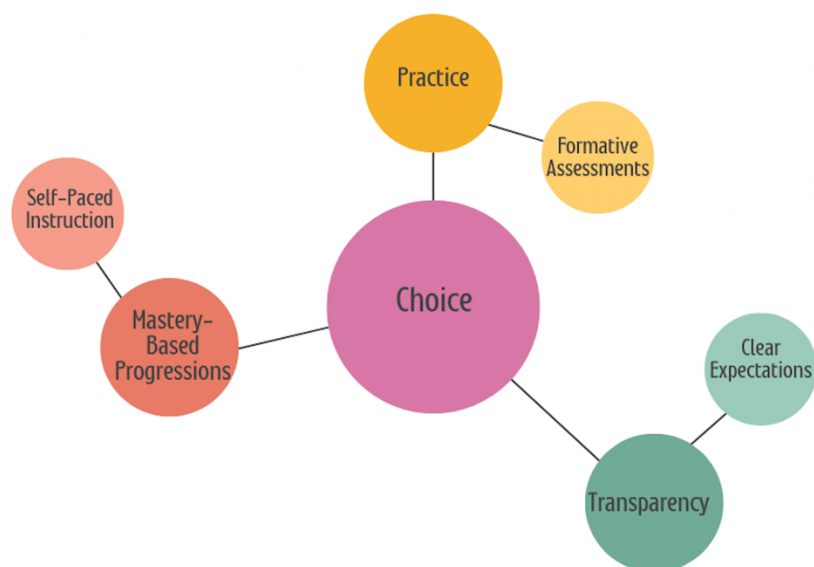 Practice
Formative
Assessments
Self-Paced
Instruction
Choice
Mastery-
Based
Progressions
Clear
Expectations
Transparency